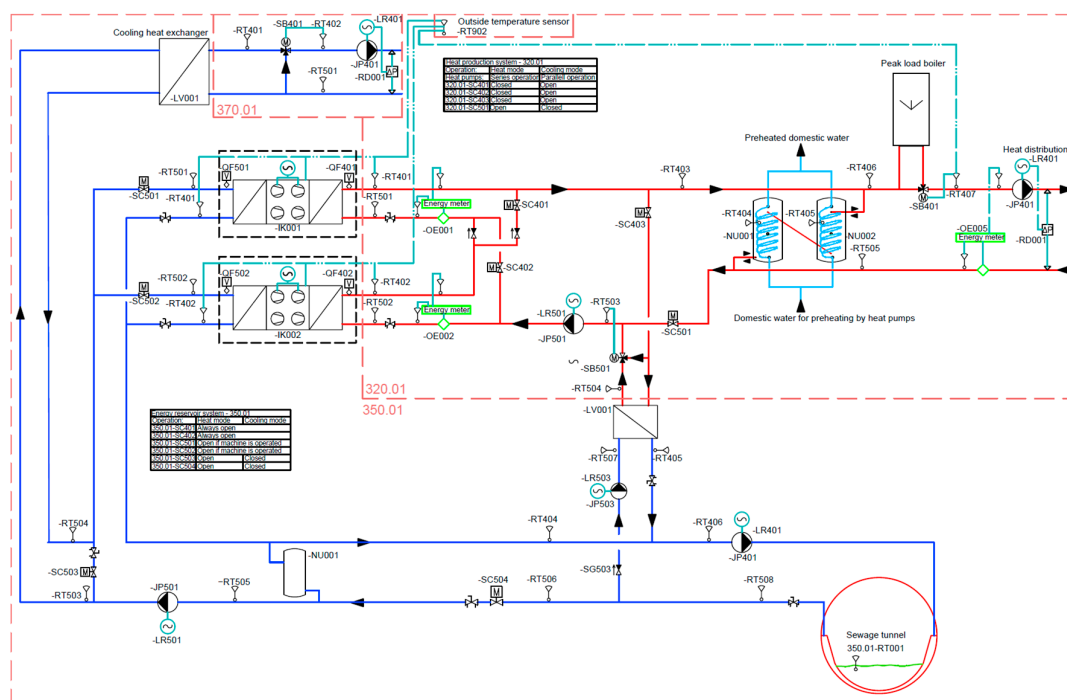 Cooling heat exchanger
-LV001
-RT401
-SB401
-RT402
M
-LR401
-JP401
ΔP
-RD001
-RT501
370.01
Outside temperature sensor
-RT902
Heat production system - 320.01
Operation: Heat mode Cooling mode
Heat pumps: Series operation Parallell operation
320.01-SC401 Closed Open
320.01-SC402 Closed Open
320.01-SC403 Closed Open
320.01-SC501 Open Closed
Peak load boiler
Preheated domestic water
Heat distribution
-LR401
-JP401
ΔP
-RD001
-RT403
-RT406
-SB401
M
-RT407
-RT404
-NU001
-RT405
-NU002
-RT505
-OE005
Energy meter
Domestic water for preheating by heat pumps
M
-SC501
-RT501
-RT401
-QF501
V
-IK001
-QF401
V
-RT401
-RT501
Energy meter
-OE001
M
-SC401
M
-SC403
M
-SC402
M
-SC502
-RT502
-RT402
-QF502
V
-IK002
-QF402
V
-RT402
-RT502
Energy meter
-OE002
-LR501
-JP501
-RT503
M
-SC501
M
-SB501
-RT504
320.01
350.01
-LV001
-RT507
-RT405
-LR503
-JP503
Energy reservoir system - 350.01
Operation: Heat mode Cooling mode
350.01-SC401 Always open
350.01-SC402 Always open
350.01-SC501 Open if machine is operated
350.01-SC502 Open if machine is operated
350.01-SC503 Open Closed
350.01-SC504 Open Closed
-RT504
-RT404
-RT406
-LR401
-JP401
-NU001
-SC503
M
-RT503
-JP501
-LR501
-RT505
-SC504
M
-RT506
-SG503
-RT508
Sewage tunnel
350.01-RT001